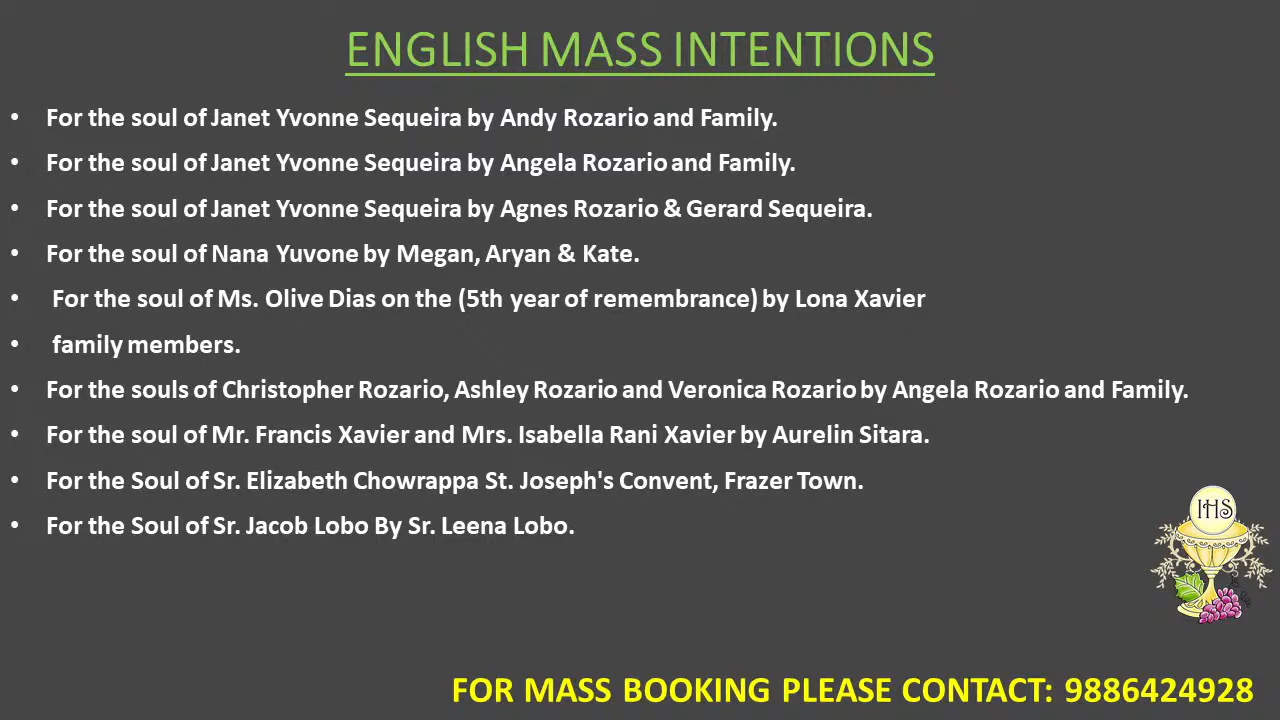 ENGLISH MASS INTENTIONS
• For the soul of Janet Yvonne Sequeira by Andy Rozario and Family.
• For the soul of Janet Yvonne Sequeira by Angela Rozario and Family.
• For the soul of Janet Yvonne Sequeira by Agnes Rozario & Gerard Sequeira.
• For the soul of Nana Yuvone by Megan, Aryan & Kate.
• For the soul of Ms. Olive Dias on the (5th year of remembrance) by Lona Xavier
• family members.
• For the souls of Christopher Rozario, Ashley Rozario and Veronica Rozario by Angela Rozario and Family.
• For the soul of Mr. Francis Xavier and Mrs. Isabella Rani Xavier by Aurelin Sitara.
• For the Soul of Sr. Elizabeth Chowrappa St. Joseph's Convent, Frazer Town.
• For the Soul of Sr. Jacob Lobo By Sr. Leena Lobo.
IHS
FOR MASS BOOKING PLEASE CONTACT: 9886424928